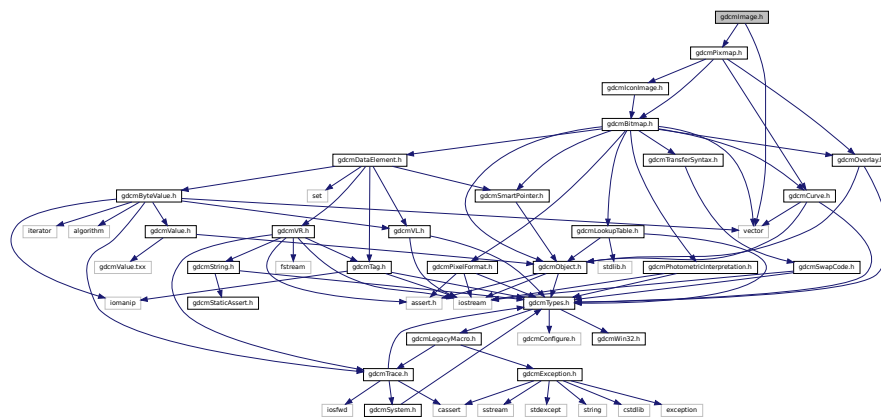 gdcmImage.h
gdcmPixmap.h
gdcmIconImage.h
gdcmBitmap.h
gdcmDataElement.h
gdcmTransferSyntax.h
gdcmOverlay.h
gdcmByteValue.h
set
gdcmSmartPointer.h
gdcmCurve.h
iterator
algorithm
gdcmValue.h
gdcmVR.h
gdcmVL.h
gdcmLookupTable.h
vector
gdcmValue.txx
gdcmString.h
fstream
gdcmTag.h
gdcmPixelFormat.h
gdcmObject.h
stdlib.h
gdcmPhotometricInterpretation.h
gdcmSwapCode.h
iomanip
gdcmStaticAssert.h
assert.h
iostream
gdcmTypes.h
gdcmLegacyMacro.h
gdcmConfigure.h
gdcmWin32.h
gdcmTrace.h
gdcmException.h
iosfwd
gdcmSystem.h
cassert
sstream
stdexcept
string
cstdlib
exception